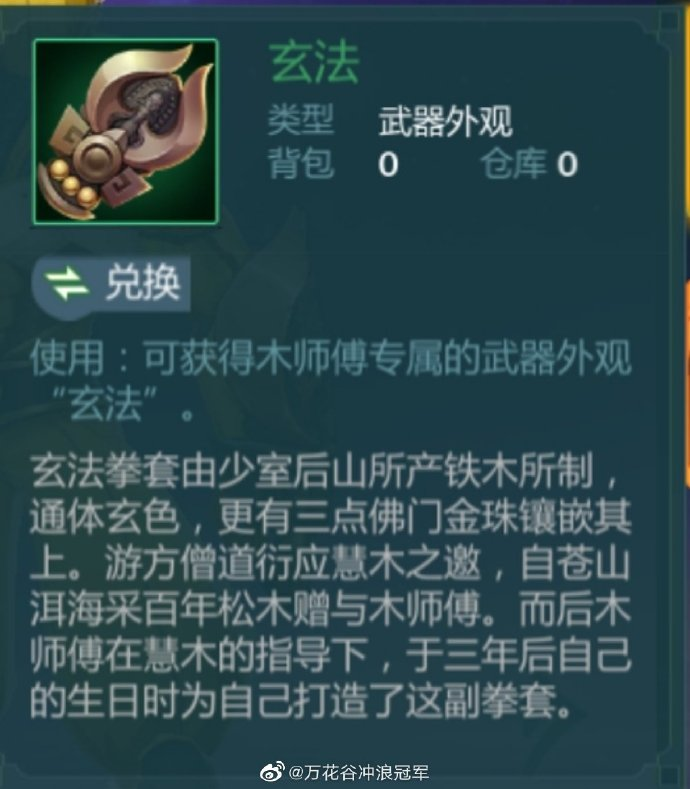 玄法
类型 武器外观
背包 0 仓库 0
兑换
使用：可获得木师傅专属的武器外观
“玄法”。
玄法拳套由少室后山所产铁木所制，
通体玄色，更有三点佛门金珠镶嵌其
上。游方僧道衍应慧木之邀，自苍山
洱海采百年松木赠与木师傅。而后木
师傅在慧木的指导下，于三年后自己
的生日时为自己打造了这副拳套。
@万花谷冲浪冠军